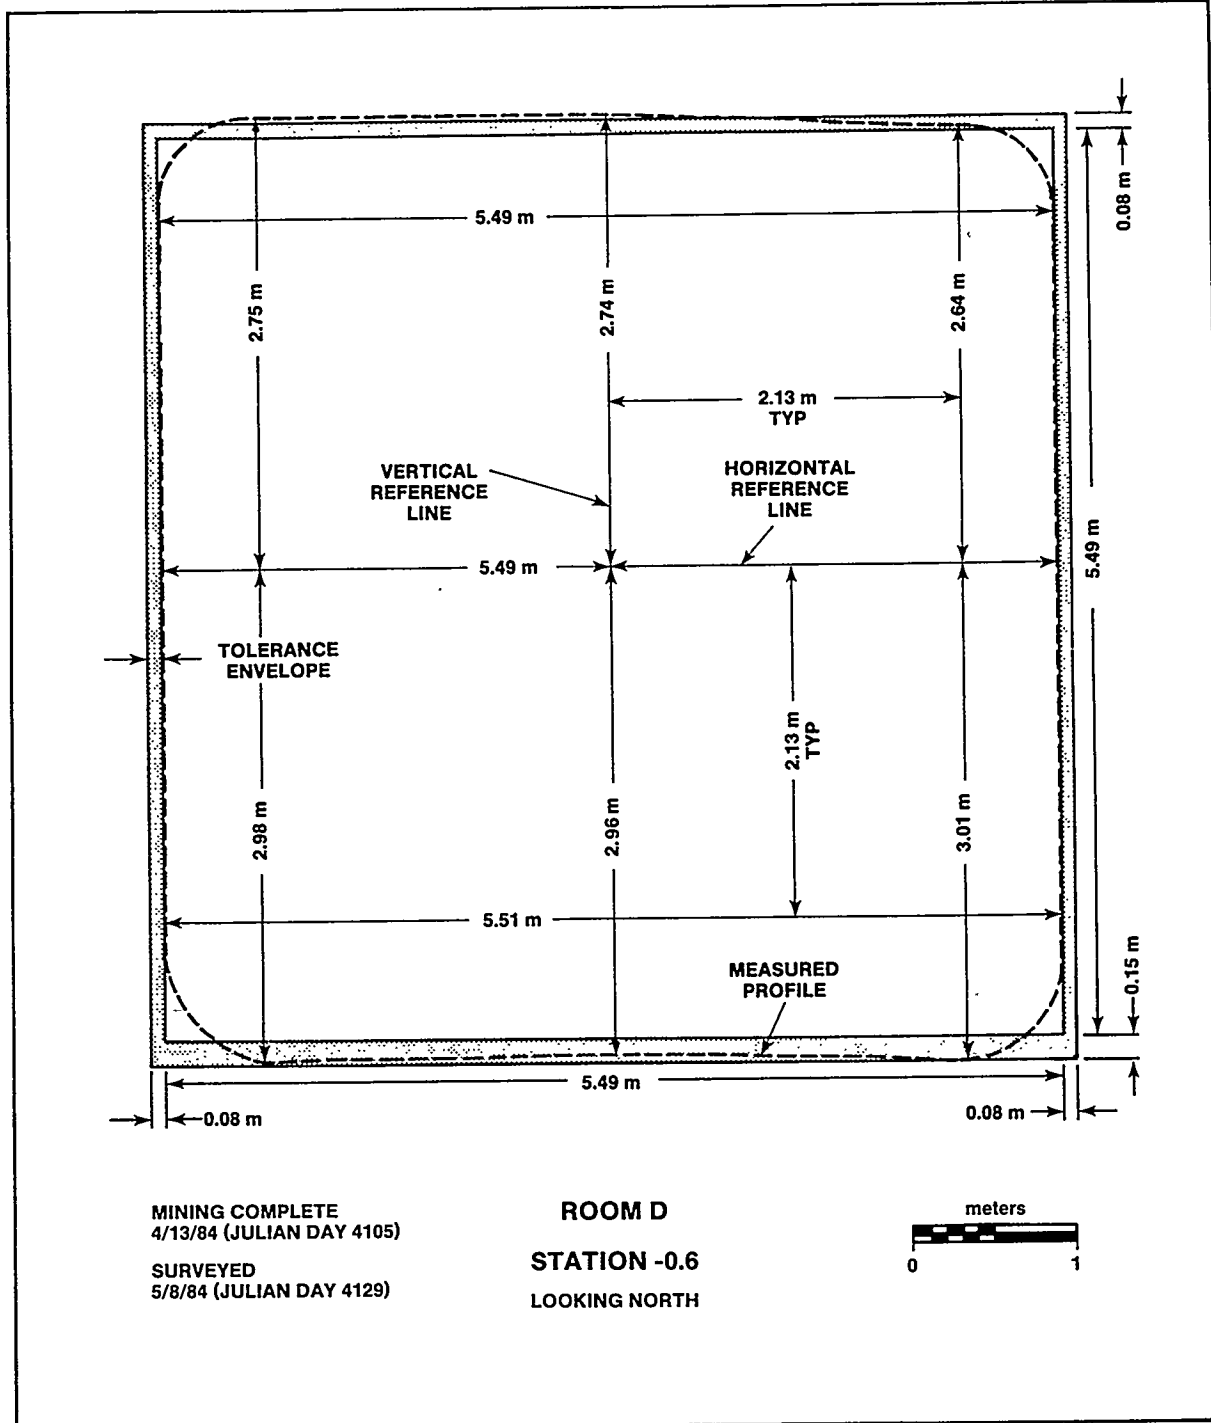 0.08 m
5.49 m
2.75 m
2.74 m
2.64 m
2.13 m
TYP
VERTICAL
REFERENCE
LINE
HORIZONTAL
REFERENCE
LINE
5.49 m
5.49 m
TOLERANCE
ENVELOPE
2.13 m
TYP
2.98 m
2.96 m
3.01 m
5.51 m
MEASURED
PROFILE
0.15 m
5.49 m
0.08 m
0.08 m
MINING COMPLETE
4/13/84 (JULIAN DAY 4105)
SURVEYED
5/8/84 (JULIAN DAY 4129)
ROOM D
STATION -0.6
LOOKING NORTH
meters
0 1